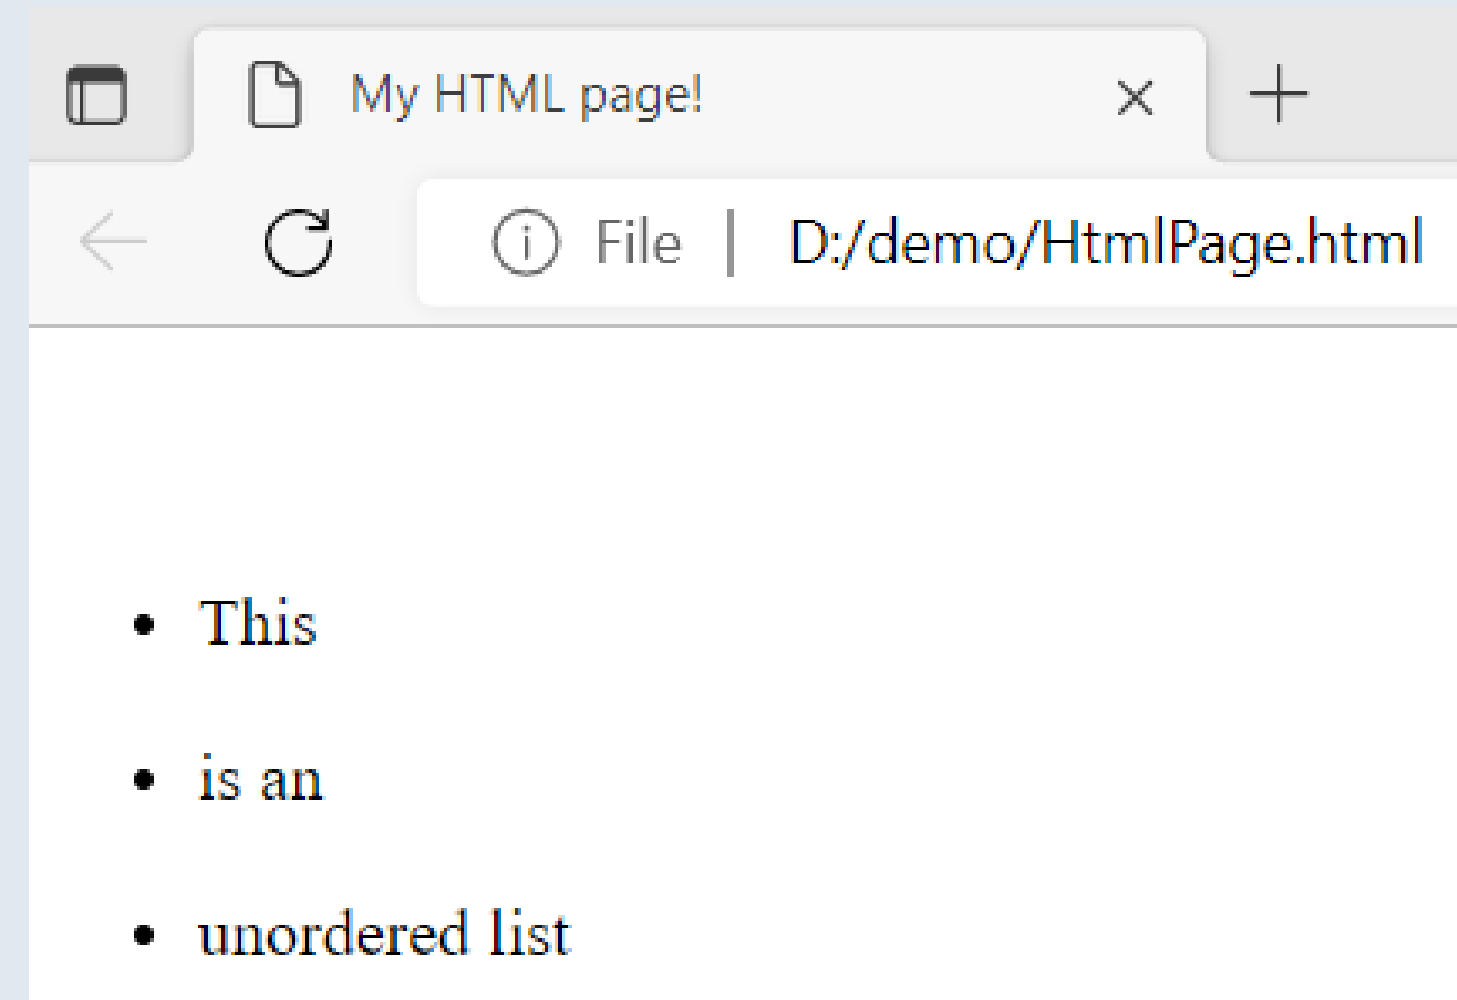 My HTML page!
File | D:/demo/HtmlPage.html
• This
• is an
• unordered list